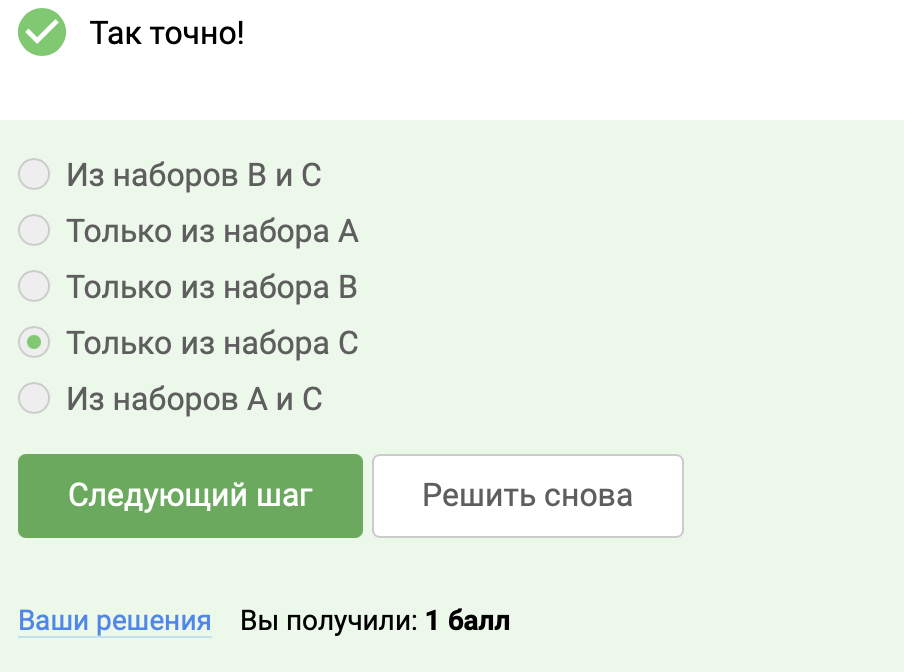 Так точно!
Из наборов B и C
Только из набора A
Только из набора B
Только из набора C
Из наборов A и C
Следующий шаг
Решить снова
Ваши решения Вы получили: 1 балл